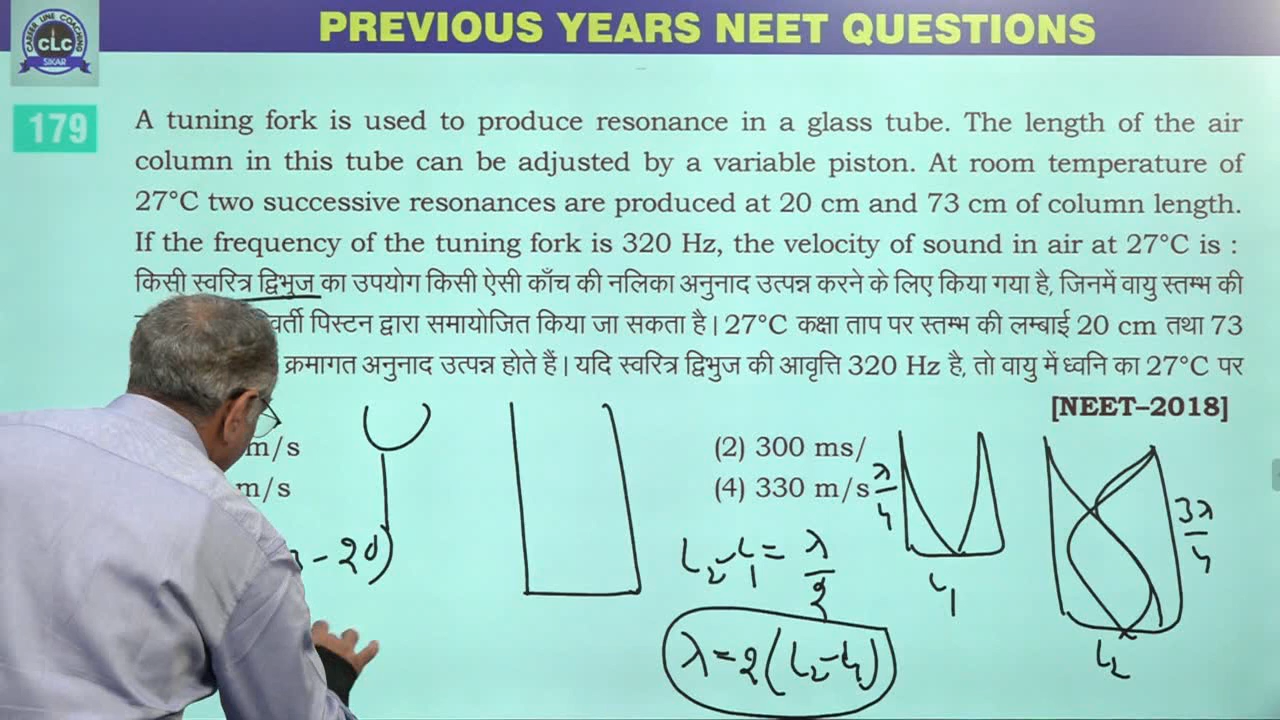 PREVIOUS YEARS NEET QUESTIONS
CAREER LINE COACHING
CLC
SIKAR
179
A tuning fork is used to produce resonance in a glass tube. The length of the air
column in this tube can be adjusted by a variable piston. At room temperature of
27°C two successive resonances are produced at 20 cm and 73 cm of column length.
If the frequency of the tuning fork is 320 Hz, the velocity of sound in air at 27°C is :
किसी स्वरित्र द्विभुज का उपयोग किसी ऐसी काँच की नलिका अनुनाद उत्पन्न करने के लिए किया गया है, जिनमें वायु स्तम्भ की
वर्ती पिस्टन द्वारा समायोजित किया जा सकता है। 27°C कक्षा ताप पर स्तम्भ की लम्बाई 20 cm तथा 73
क्रमागत अनुनाद उत्पन्न होते हैं। यदि स्वरित्र द्विभुज की आवृत्ति 320 Hz है, तो वायु में ध्वनि का 27°C पर
[NEET–2018]
m/s (2) 300 ms/
m/s (4) 330 m/s
λ/4
3λ/4
- 20)
L2-L1 = λ/2
L1
L2
λ = 2(L2-L1)